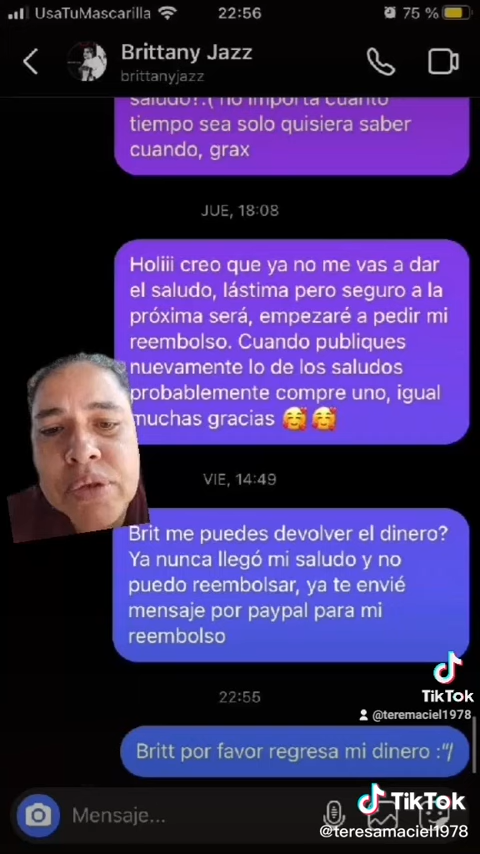 UsaTuMascarilla 22:56 75 %
Brittany Jazz
brittanyjazz
saludo?:( no importa cuanto
tiempo sea solo quisiera saber
cuando, grax
JUE, 18:08
Holiii creo que ya no me vas a dar
el saludo, lástima pero seguro a la
próxima será, empezaré a pedir mi
reembolso. Cuando publiques
nuevamente lo de los saludos
probablemente compre uno, igual
muchas gracias 🥰🥰
VIE, 14:49
Brit me puedes devolver el dinero?
Ya nunca llegó mi saludo y no
puedo reembolsar, ya te envié
mensaje por paypal para mi
reembolso
TikTok
@teremaciel1978
22:55
Britt por favor regresa mi dinero :"/
Mensaje...
TikTok
@teresamaciel1978